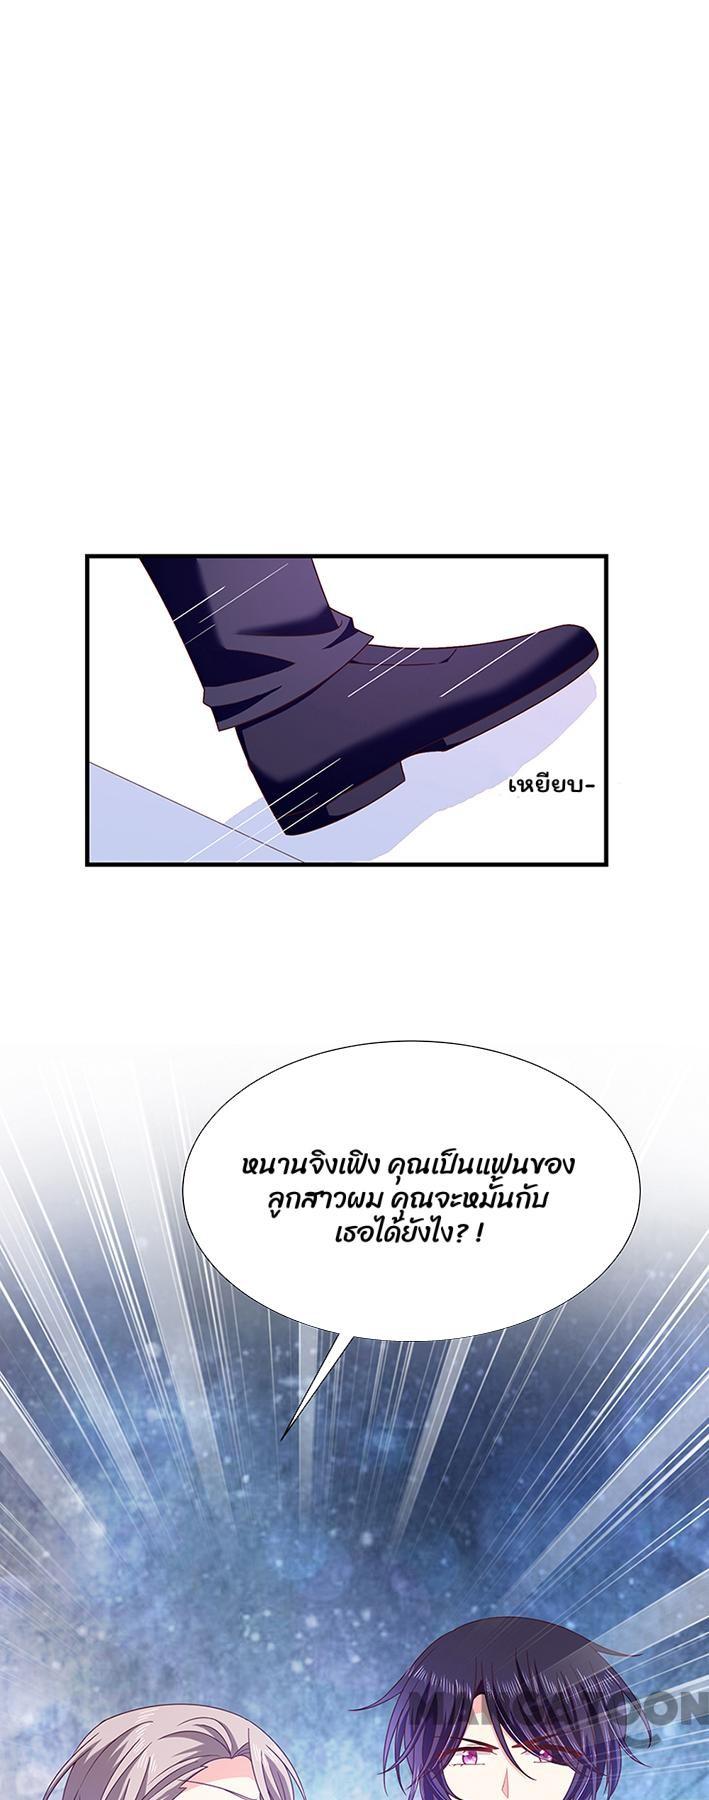 เหยียบ-
หนานจิงเฟิง คุณเป็นแฟนของ
ลูกสาวผม คุณจะหมั้นกับ
เธอได้ยังไง? !
MANGATOON